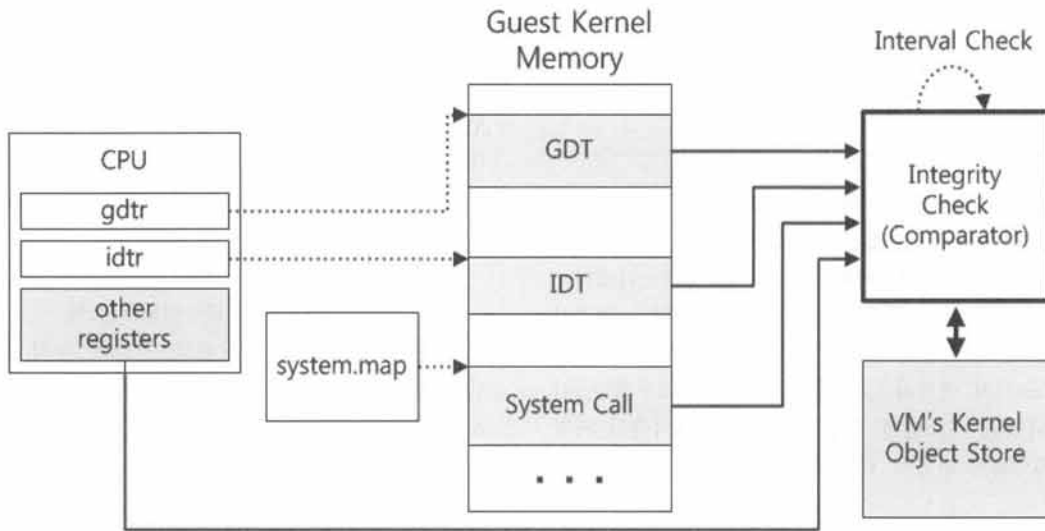 Guest Kernel
Memory
Interval Check
CPU
gdtr
idtr
other
registers
system.map
GDT
IDT
System Call
. . .
Integrity
Check
(Comparator)
VM's Kernel
Object Store